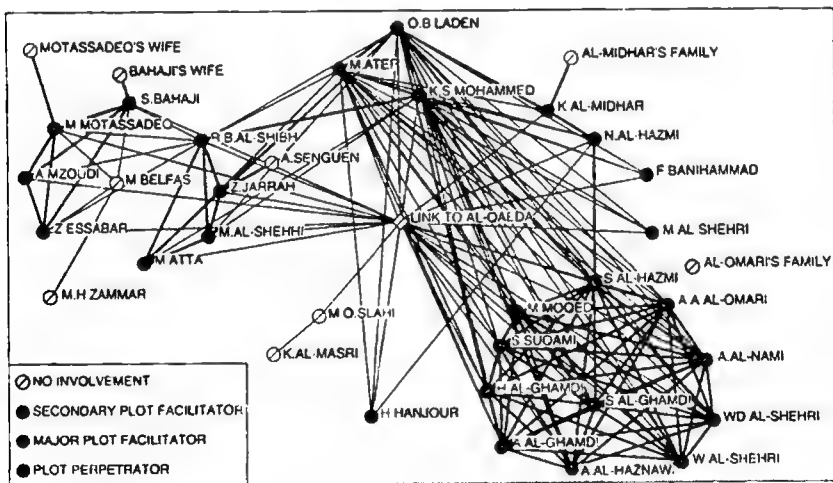 O.B LADEN
MOTASSADEQ'S WIFE
AL-MIDHAR'S FAMILY
M.ATEP
BAHAJI'S WIFE
K.S MOHAMMED
S.BAHAJI
K AL-MIDHAR
M MOTASSADEQ
N.AL-HAZMI
R B.AL-SHIBH
A.SENGUEN
F BANIHAMMAD
A MZOUDI
M BELFAS
Z.JARRAH
LINK TO AL-QALDA
Z ESSABAR
M.AL-SHEHHI
M AL SHEHRI
M ATTA
AL-OMARI'S FAMILY
S AL-HAZMI
M.H ZAMMAR
A A AL-OMARI
M MOQED
M O.SLAHI
S SUQAMI
K.AL-MASRI
A.AL-NAMI
NO INVOLVEMENT
H AL-GHAMDI
S AL-GHAMDI
SECONDARY PLOT FACILITATOR
H HANJOUR
WD AL-SHEHRI
MAJOR PLOT FACILITATOR
A AL-GHAMDI
W AL-SHEHRI
PLOT PERPETRATOR
A AL-HAZNAW.